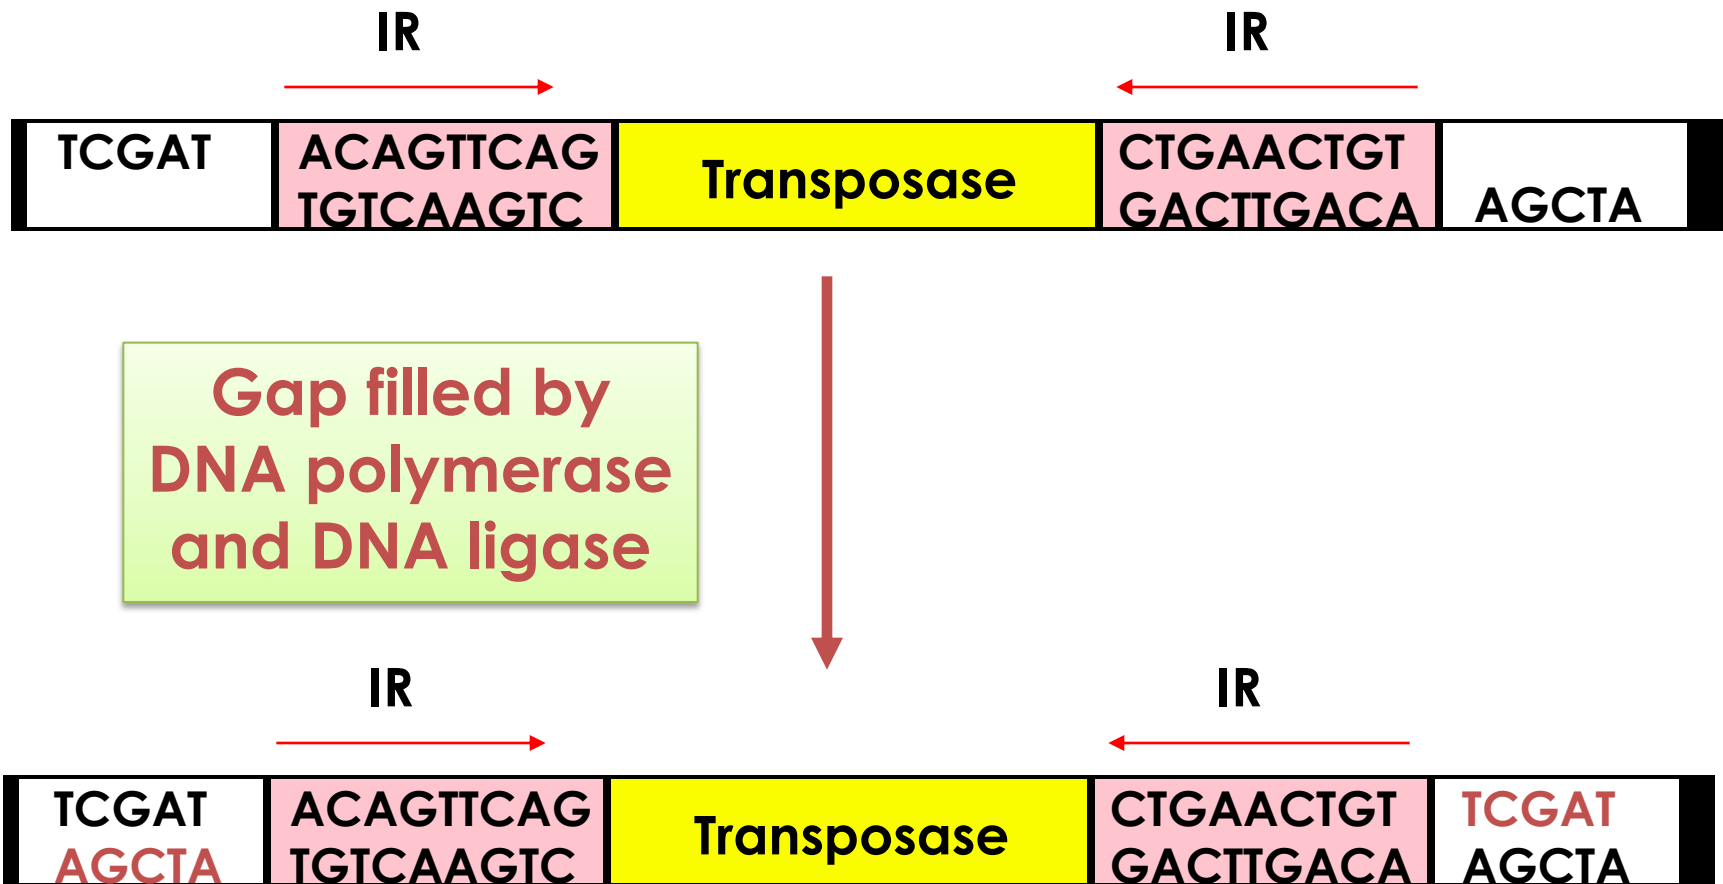 IR IR
TCGAT ACAGTTCAG Transposase CTGAACTGT
TGTCAAGTC GACTTGACA AGCTA
Gap filled by
DNA polymerase
and DNA ligase
IR IR
TCGAT ACAGTTCAG Transposase CTGAACTGT TCGAT
AGCTA TGTCAAGTC GACTTGACA AGCTA